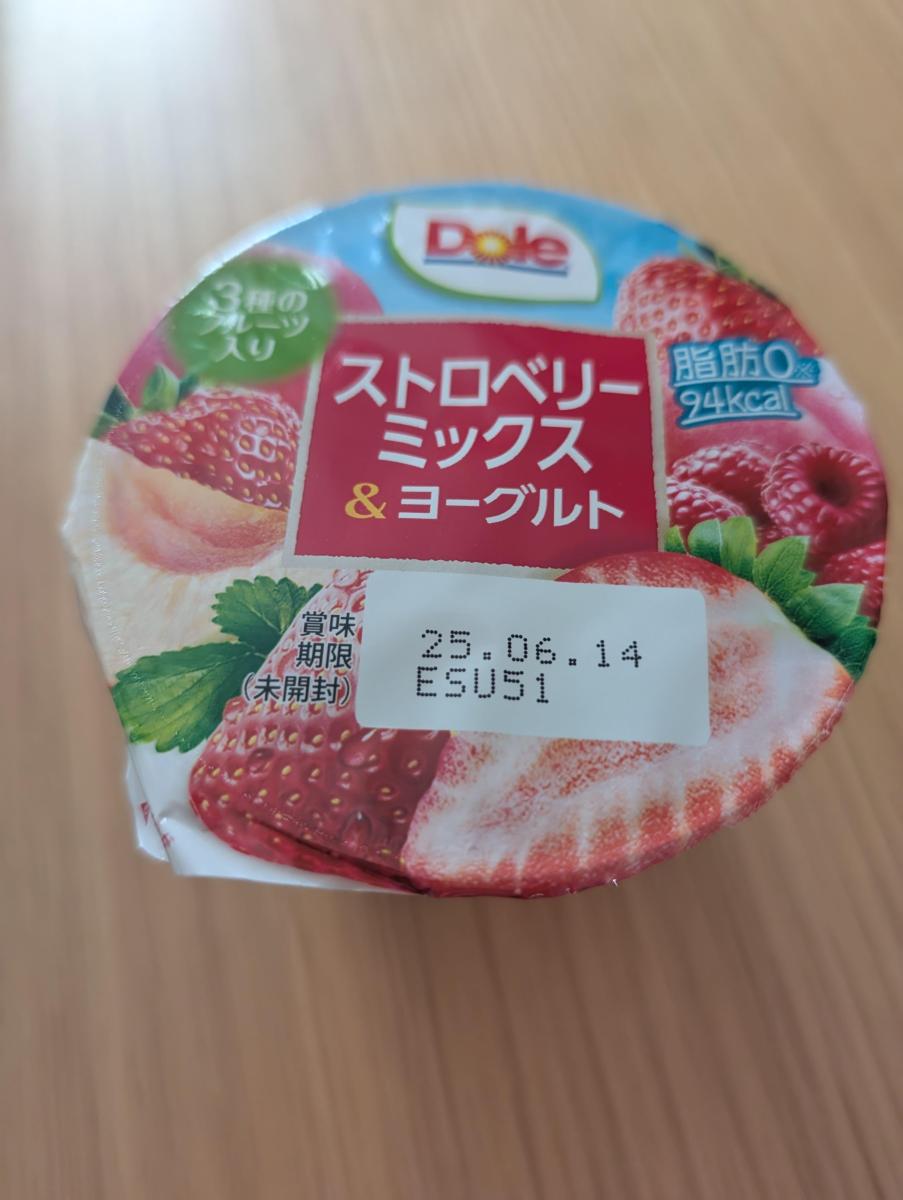 Dole
3種の
フルーツ
入り
ストロベリー
ミックス
&ヨーグルト
脂肪0※
94kcal
賞味
期限
(未開封)
25.06.14
ESU51